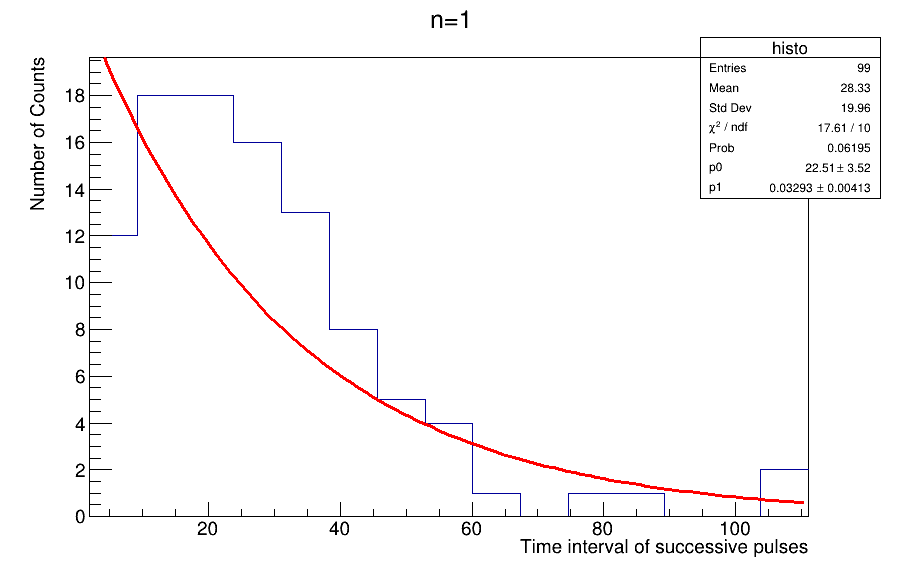 n=1
histo
Entries 99
Mean 28.33
Std Dev 19.96
χ² / ndf 17.61 / 10
Prob 0.06195
p0 22.51 ± 3.52
p1 0.03293 ± 0.00413
Number of Counts
18
16
14
12
10
8
6
4
2
0
20 40 60 80 100
Time interval of successive pulses